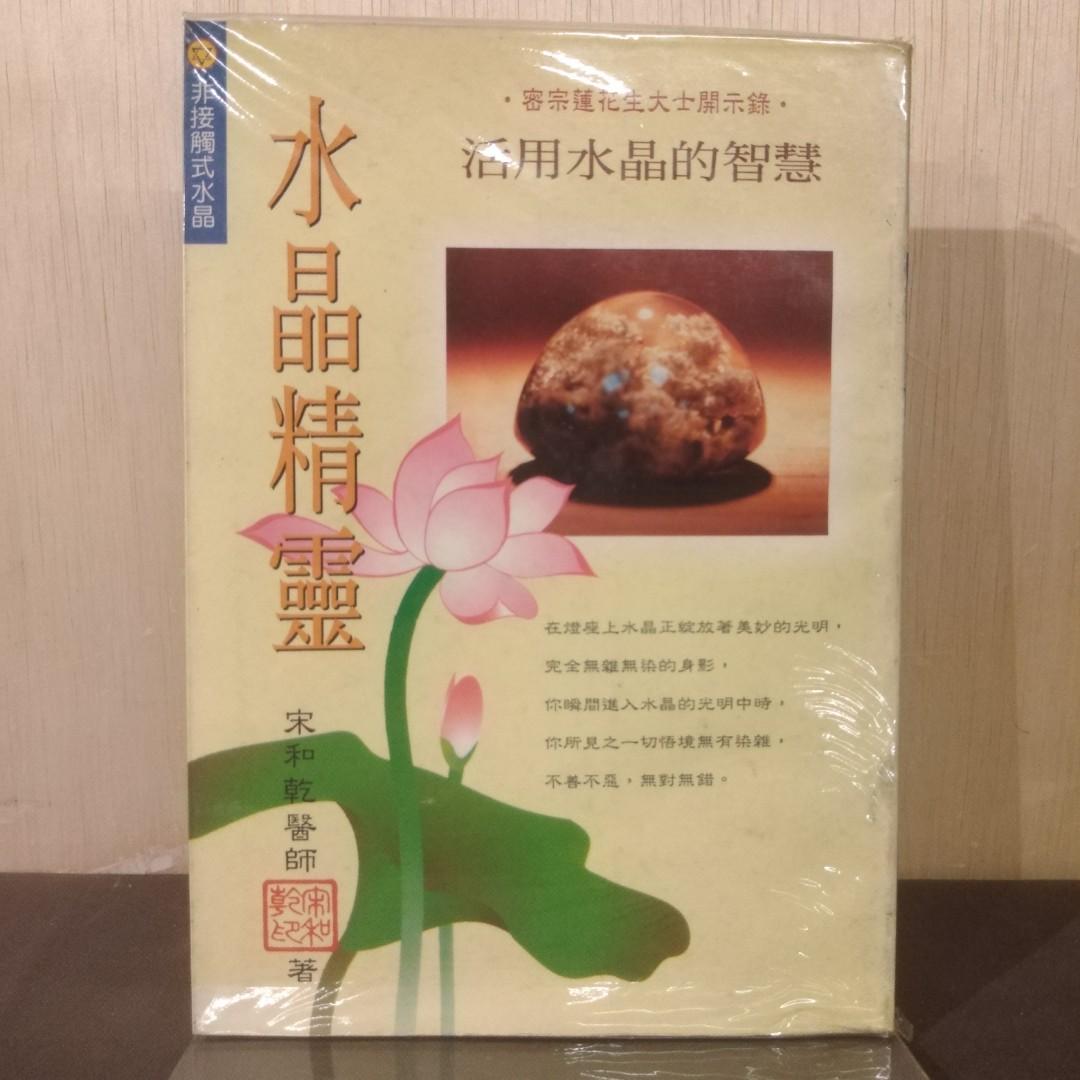 非接觸式水晶
水晶精靈
・密宗蓮花生大士開示錄・
活用水晶的智慧
在燈座上水晶正綻放著美妙的光明，
完全無雜無染的身影，
你瞬間進入水晶的光明中時，
你所見之一切悟境無有染雜，
不善不惡，無對無錯。
宋和乾醫師
宋和乾印
著